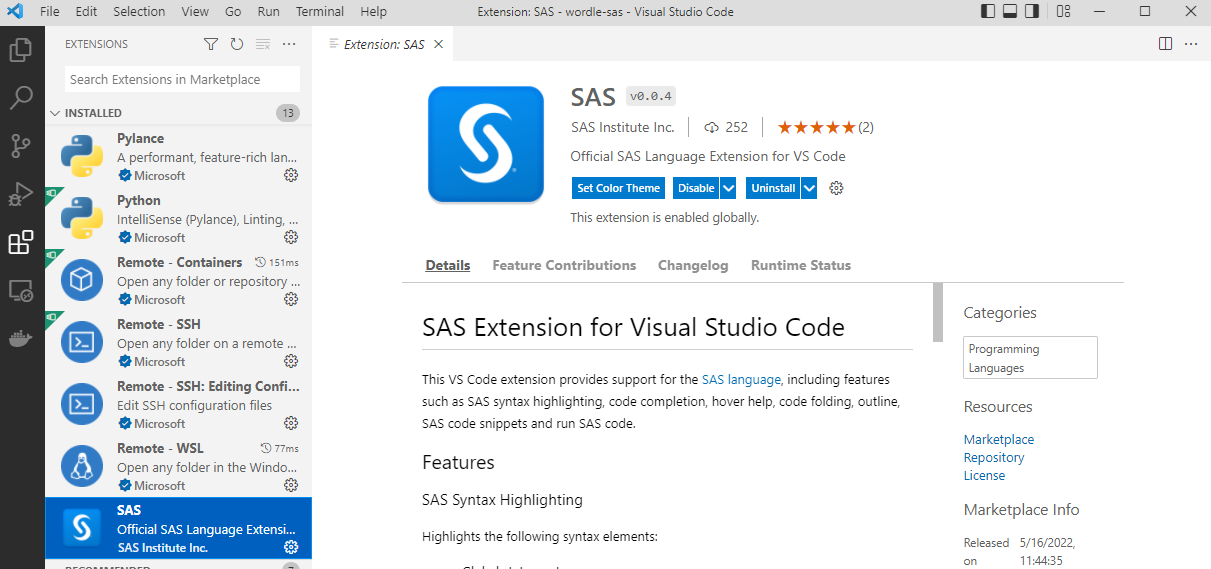 File Edit Selection View Go Run Terminal Help Extension: SAS - wordle-sas - Visual Studio Code
EXTENSIONS
Search Extensions in Marketplace
INSTALLED 13
Pylance
A performant, feature-rich lan...
Microsoft
Python
IntelliSense (Pylance), Linting, ...
Microsoft
Remote - Containers 151ms
Open any folder or repository ...
Microsoft
Remote - SSH
Open any folder on a remote ...
Microsoft
Remote - SSH: Editing Confi...
Edit SSH configuration files
Microsoft
Remote - WSL 77ms
Open any folder in the Windo...
Microsoft
SAS
Official SAS Language Extensi...
SAS Institute Inc.
RECOMMENDED 7
Extension: SAS
SAS v0.0.4
SAS Institute Inc. 252 (2)
Official SAS Language Extension for VS Code
Set Color Theme Disable Uninstall
This extension is enabled globally.
Details Feature Contributions Changelog Runtime Status
SAS Extension for Visual Studio Code
This VS Code extension provides support for the SAS language, including features
such as SAS syntax highlighting, code completion, hover help, code folding, outline,
SAS code snippets and run SAS code.
Features
SAS Syntax Highlighting
Highlights the following syntax elements:
Categories
Programming
Languages
Resources
Marketplace
Repository
License
Marketplace Info
Released 5/16/2022,
on 11:44:35